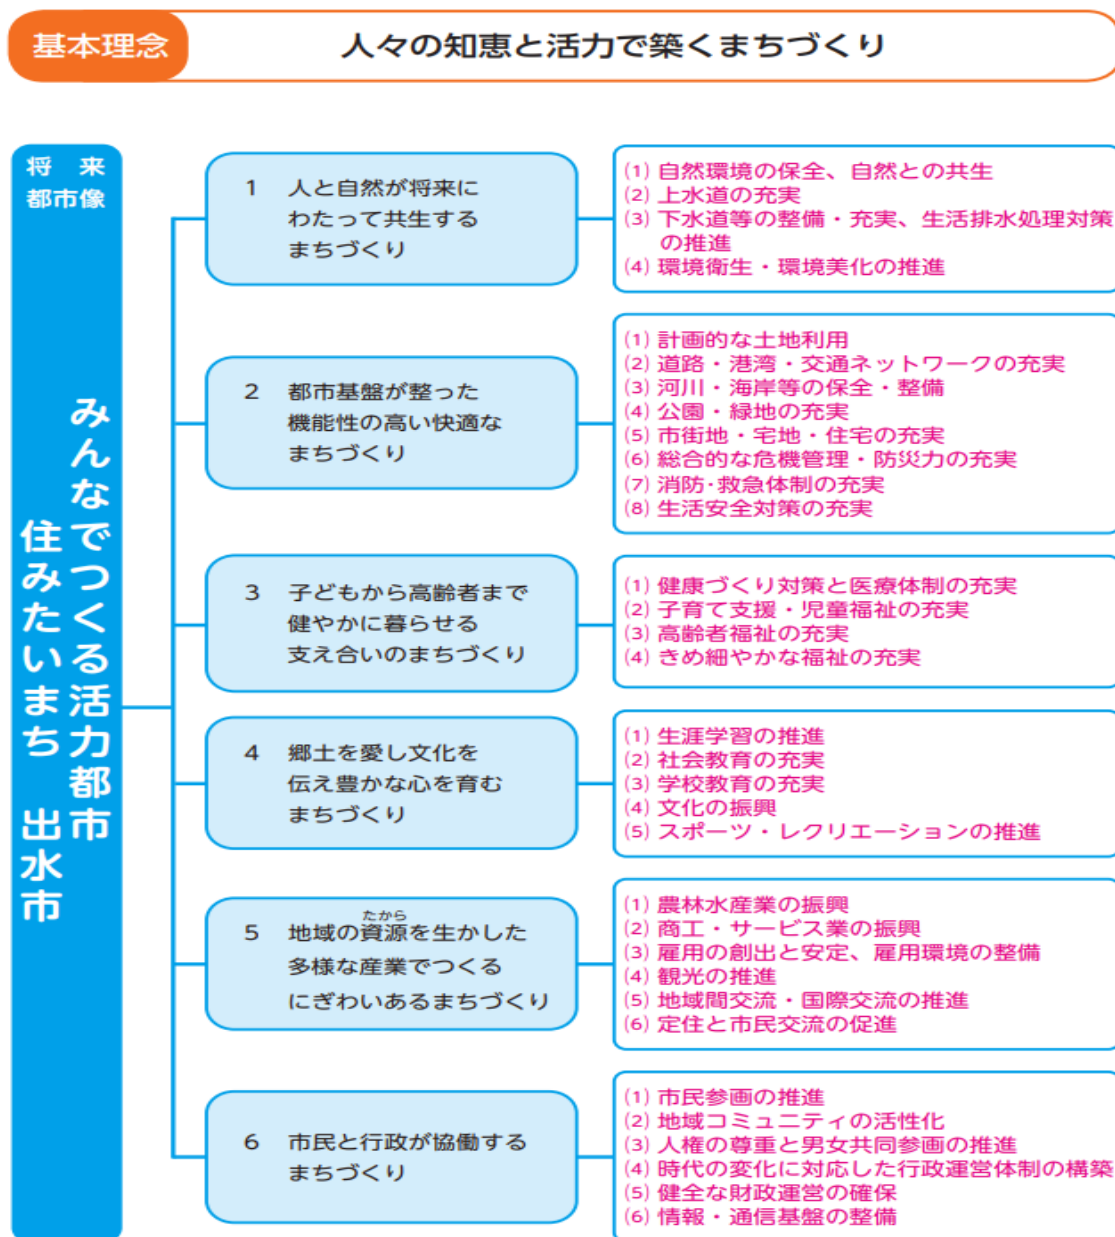 基本理念
人々の知恵と活力で築くまちづくり
将来
都市像
みんなでつくる活力都市
住みたいまち 出水市
1 人と自然が将来に
わたって共生する
まちづくり
(1) 自然環境の保全、自然との共生
(2) 上水道の充実
(3) 下水道等の整備・充実、生活排水処理対策
の推進
(4) 環境衛生・環境美化の推進
2 都市基盤が整った
機能性の高い快適な
まちづくり
(1) 計画的な土地利用
(2) 道路・港湾・交通ネットワークの充実
(3) 河川・海岸等の保全・整備
(4) 公園・緑地の充実
(5) 市街地・宅地・住宅の充実
(6) 総合的な危機管理・防災力の充実
(7) 消防・救急体制の充実
(8) 生活安全対策の充実
3 子どもから高齢者まで
健やかに暮らせる
支え合いのまちづくり
(1) 健康づくり対策と医療体制の充実
(2) 子育て支援・児童福祉の充実
(3) 高齢者福祉の充実
(4) きめ細やかな福祉の充実
4 郷土を愛し文化を
伝え豊かな心を育む
まちづくり
(1) 生涯学習の推進
(2) 社会教育の充実
(3) 学校教育の充実
(4) 文化の振興
(5) スポーツ・レクリエーションの推進
たから
5 地域の資源を生かした
多様な産業でつくる
にぎわいあるまちづくり
(1) 農林水産業の振興
(2) 商工・サービス業の振興
(3) 雇用の創出と安定、雇用環境の整備
(4) 観光の推進
(5) 地域間交流・国際交流の推進
(6) 定住と市民交流の促進
6 市民と行政が協働する
まちづくり
(1) 市民参画の推進
(2) 地域コミュニティの活性化
(3) 人権の尊重と男女共同参画の推進
(4) 時代の変化に対応した行政運営体制の構築
(5) 健全な財政運営の確保
(6) 情報・通信基盤の整備